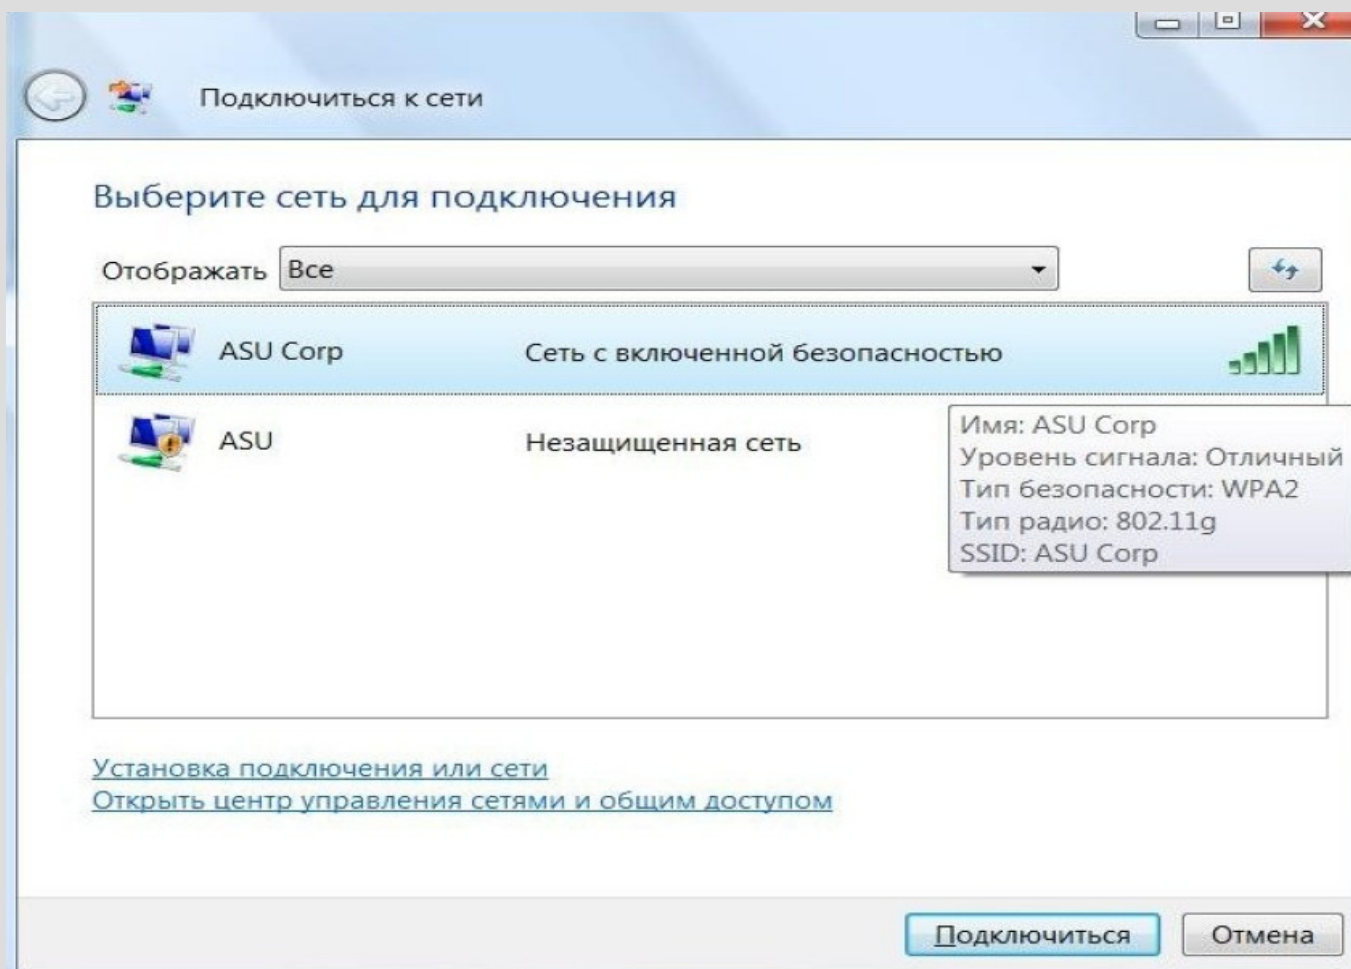 Подключиться к сети
Выберите сеть для подключения
Отображать Все
ASU Corp Сеть с включенной безопасностью
ASU Незащищенная сеть
Имя: ASU Corp
Уровень сигнала: Отличный
Тип безопасности: WPA2
Тип радио: 802.11g
SSID: ASU Corp
Установка подключения или сети
Открыть центр управления сетями и общим доступом
Подключиться Отмена